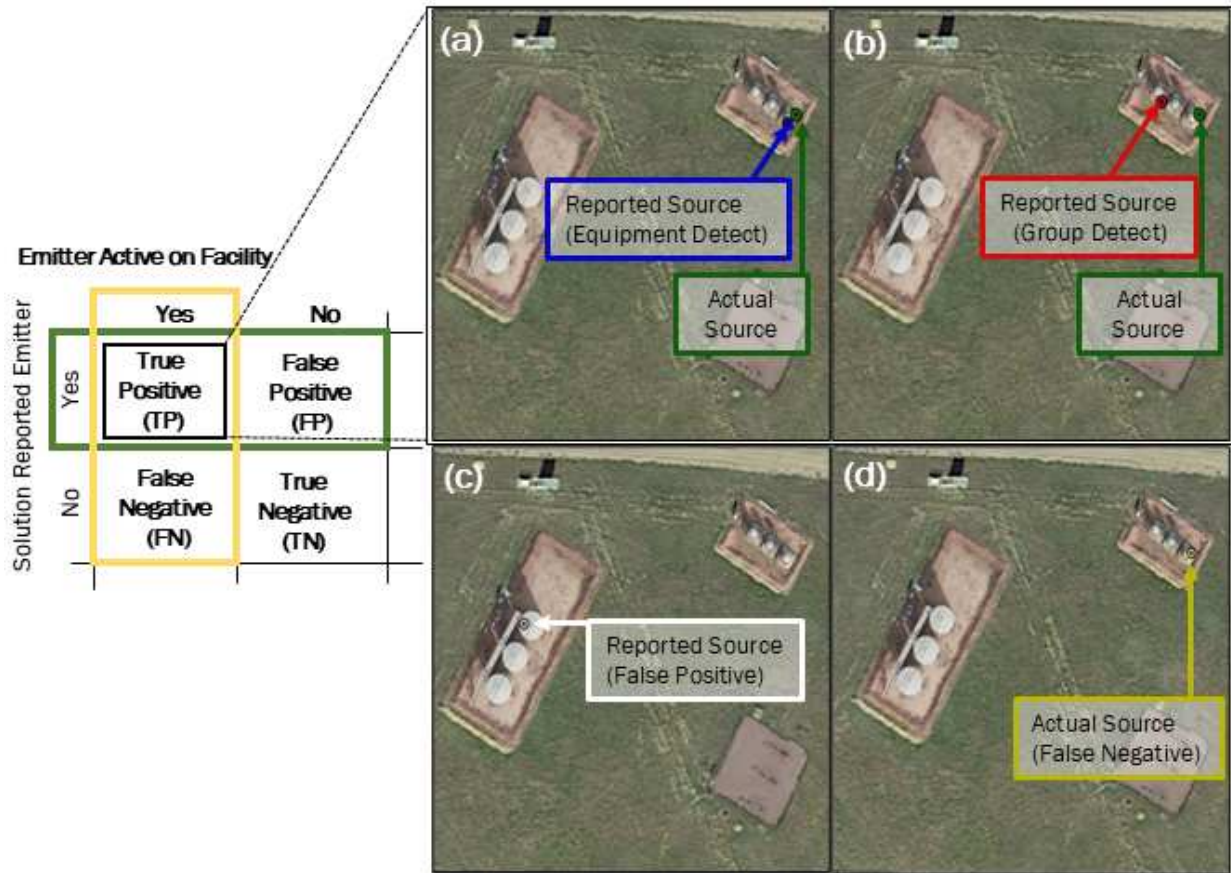 Emitter Active on Facility
Yes
No
Solution Reported Emitter
Yes
No
True
Positive
(TP)
False
Positive
(FP)
False
Negative
(FN)
True
Negative
(TN)
(a)
Reported Source
(Equipment Detect)
Actual
Source
(b)
Reported Source
(Group Detect)
Actual
Source
(c)
Reported Source
(False Positive)
(d)
Actual Source
(False Negative)